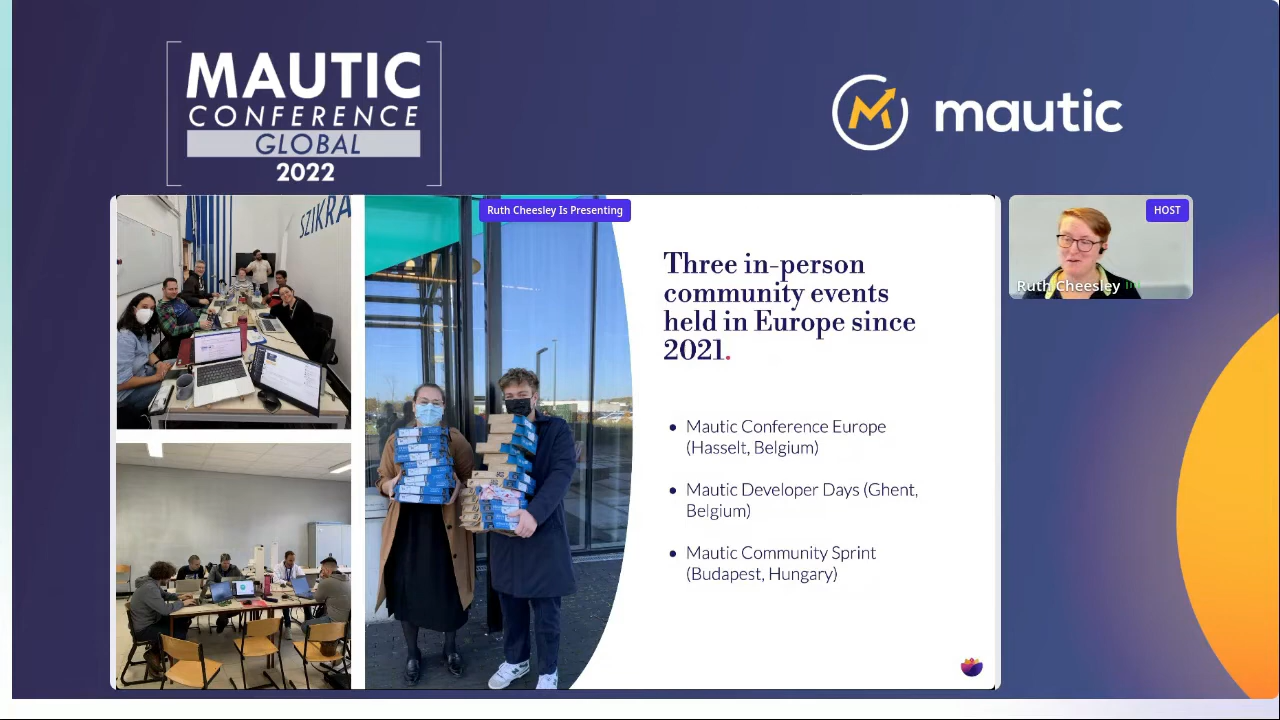 MAUTIC
CONFERENCE
GLOBAL
2022
mautic
SZIKRA
Ruth Cheesley Is Presenting
HOST
Ruth Cheesley
Three in-person
community events
held in Europe since
2021.
• Mautic Conference Europe
(Hasselt, Belgium)
• Mautic Developer Days (Ghent,
Belgium)
• Mautic Community Sprint
(Budapest, Hungary)